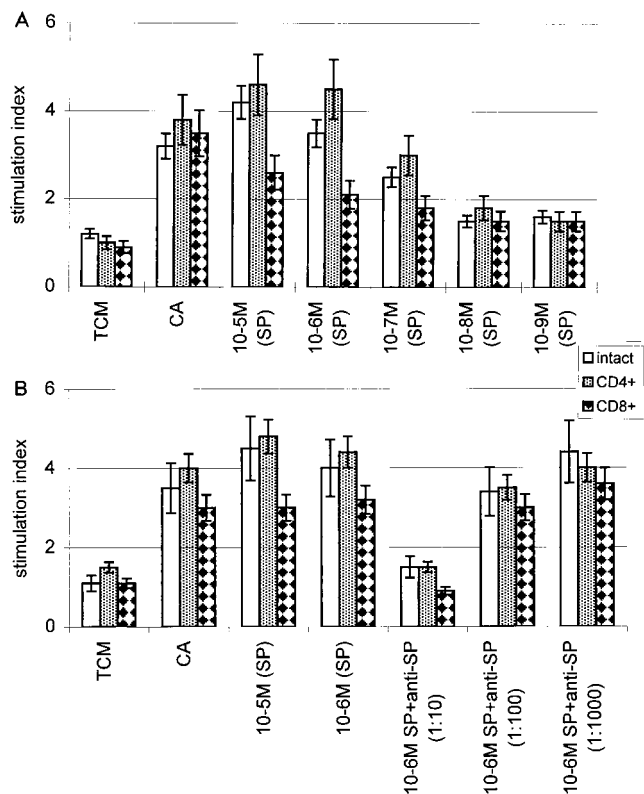 A
6
4
2
0
stimulation index
TCM
CA
10-5M
(SP)
10-6M
(SP)
10-7M
(SP)
10-8M
(SP)
10-9M
(SP)
intact
CD4+
CD8+
B
6
4
2
0
stimulation index
TCM
CA
10-5M (SP)
10-6M (SP)
10-6M SP+anti-SP
(1:10)
10-6M SP+anti-SP
(1:100)
10-6M SP+anti-SP
(1:1000)